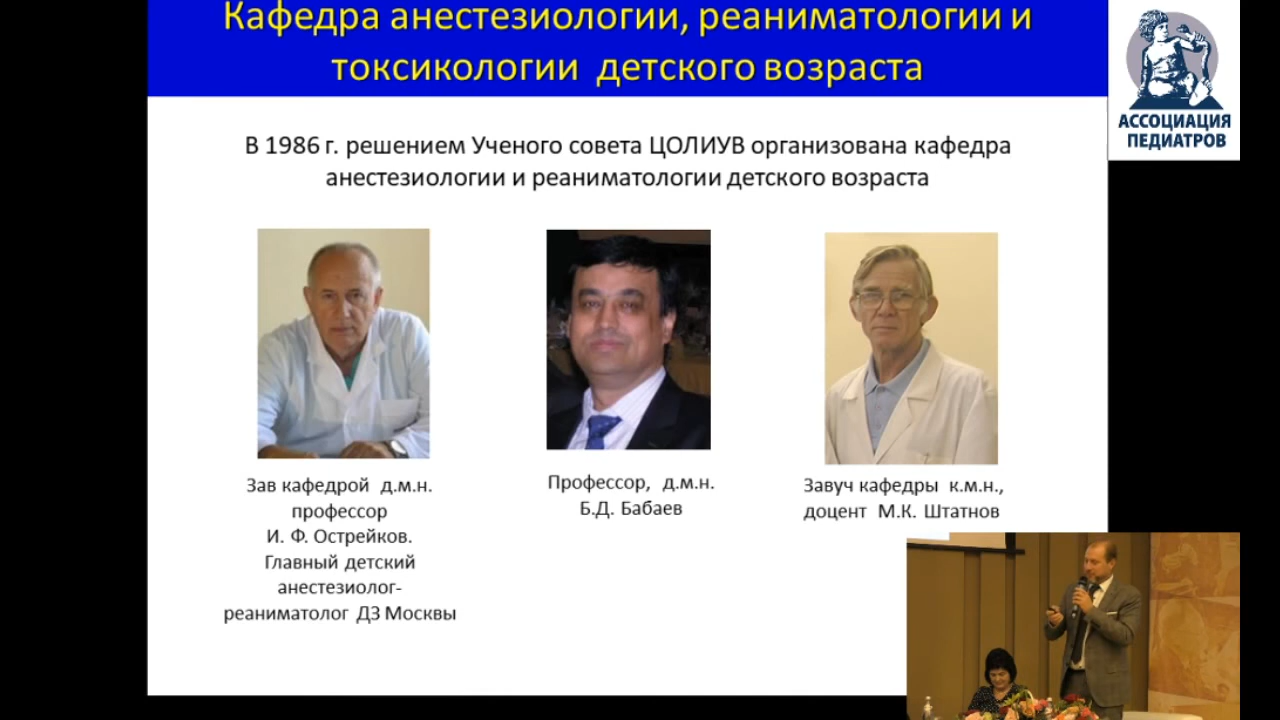 Кафедра анестезиологии, реаниматологии и
токсикологии детского возраста
АССОЦИАЦИЯ
ПЕДИАТРОВ
В 1986 г. решением Ученого совета ЦОЛИУВ организована кафедра
анестезиологии и реаниматологии детского возраста
Зав кафедрой д.м.н.
профессор
И. Ф. Острейков.
Главный детский
анестезиолог-
реаниматолог ДЗ Москвы
Профессор, д.м.н.
Б.Д. Бабаев
Завуч кафедры к.м.н.,
доцент М.К. Штатнов